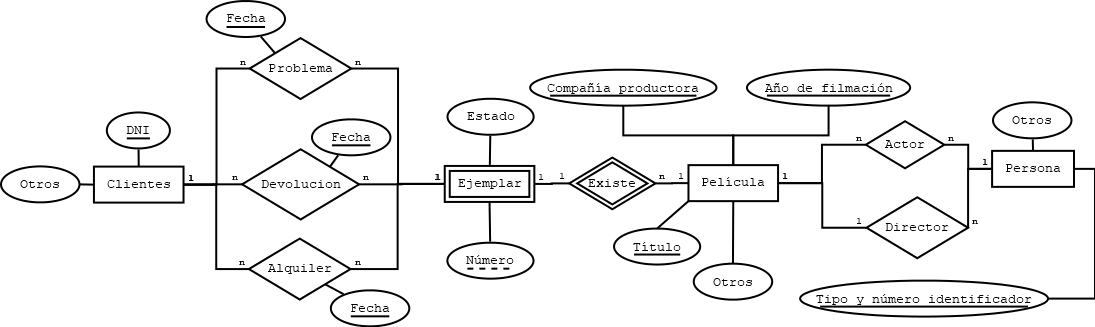 Fecha
n
Problema
n
DNI
Fecha
Otros
Clientes
1
n
Devolucion
n
1
n
Alquiler
n
Fecha
Estado
Ejemplar
1
1
Existe
n
1
Número
Compañía productora
Año de filmación
Película
1
Título
Otros
n
Actor
n
1
Director
n
Otros
1
Persona
Tipo y número identificador